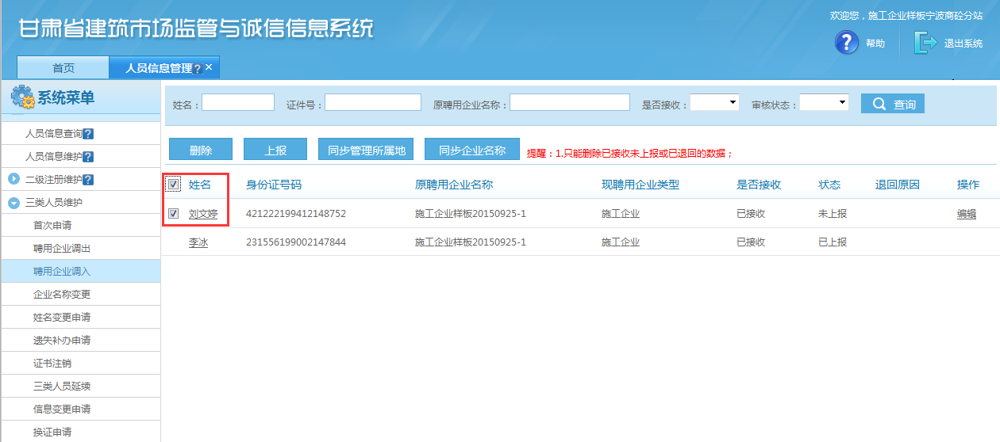 甘肃省建筑市场监管与诚信信息系统
欢迎您，施工企业样板宁波商砼分站
帮助
退出系统
首页
人员信息管理?×
系统菜单
人员信息查询?
人员信息维护?
二级注册维护?
三类人员维护
首次申请
聘用企业调出
聘用企业调入
企业名称变更
姓名变更申请
遗失补办申请
证书注销
三类人员延续
信息变更申请
换证申请
姓名： 证件号： 原聘用企业名称： 是否接收： 审核状态： 查询
删除 上报 同步管理所属地 同步企业名称 提醒：1.只能删除已接收未上报或已退回的数据；
姓名 身份证号码 原聘用企业名称 现聘用企业类型 是否接收 状态 退回原因 操作
刘文婷 421222199412148752 施工企业样板20150925-1 施工企业 已接收 未上报 编辑
李冰 231556199002147844 施工企业样板20150925-1 施工企业 已接收 已上报